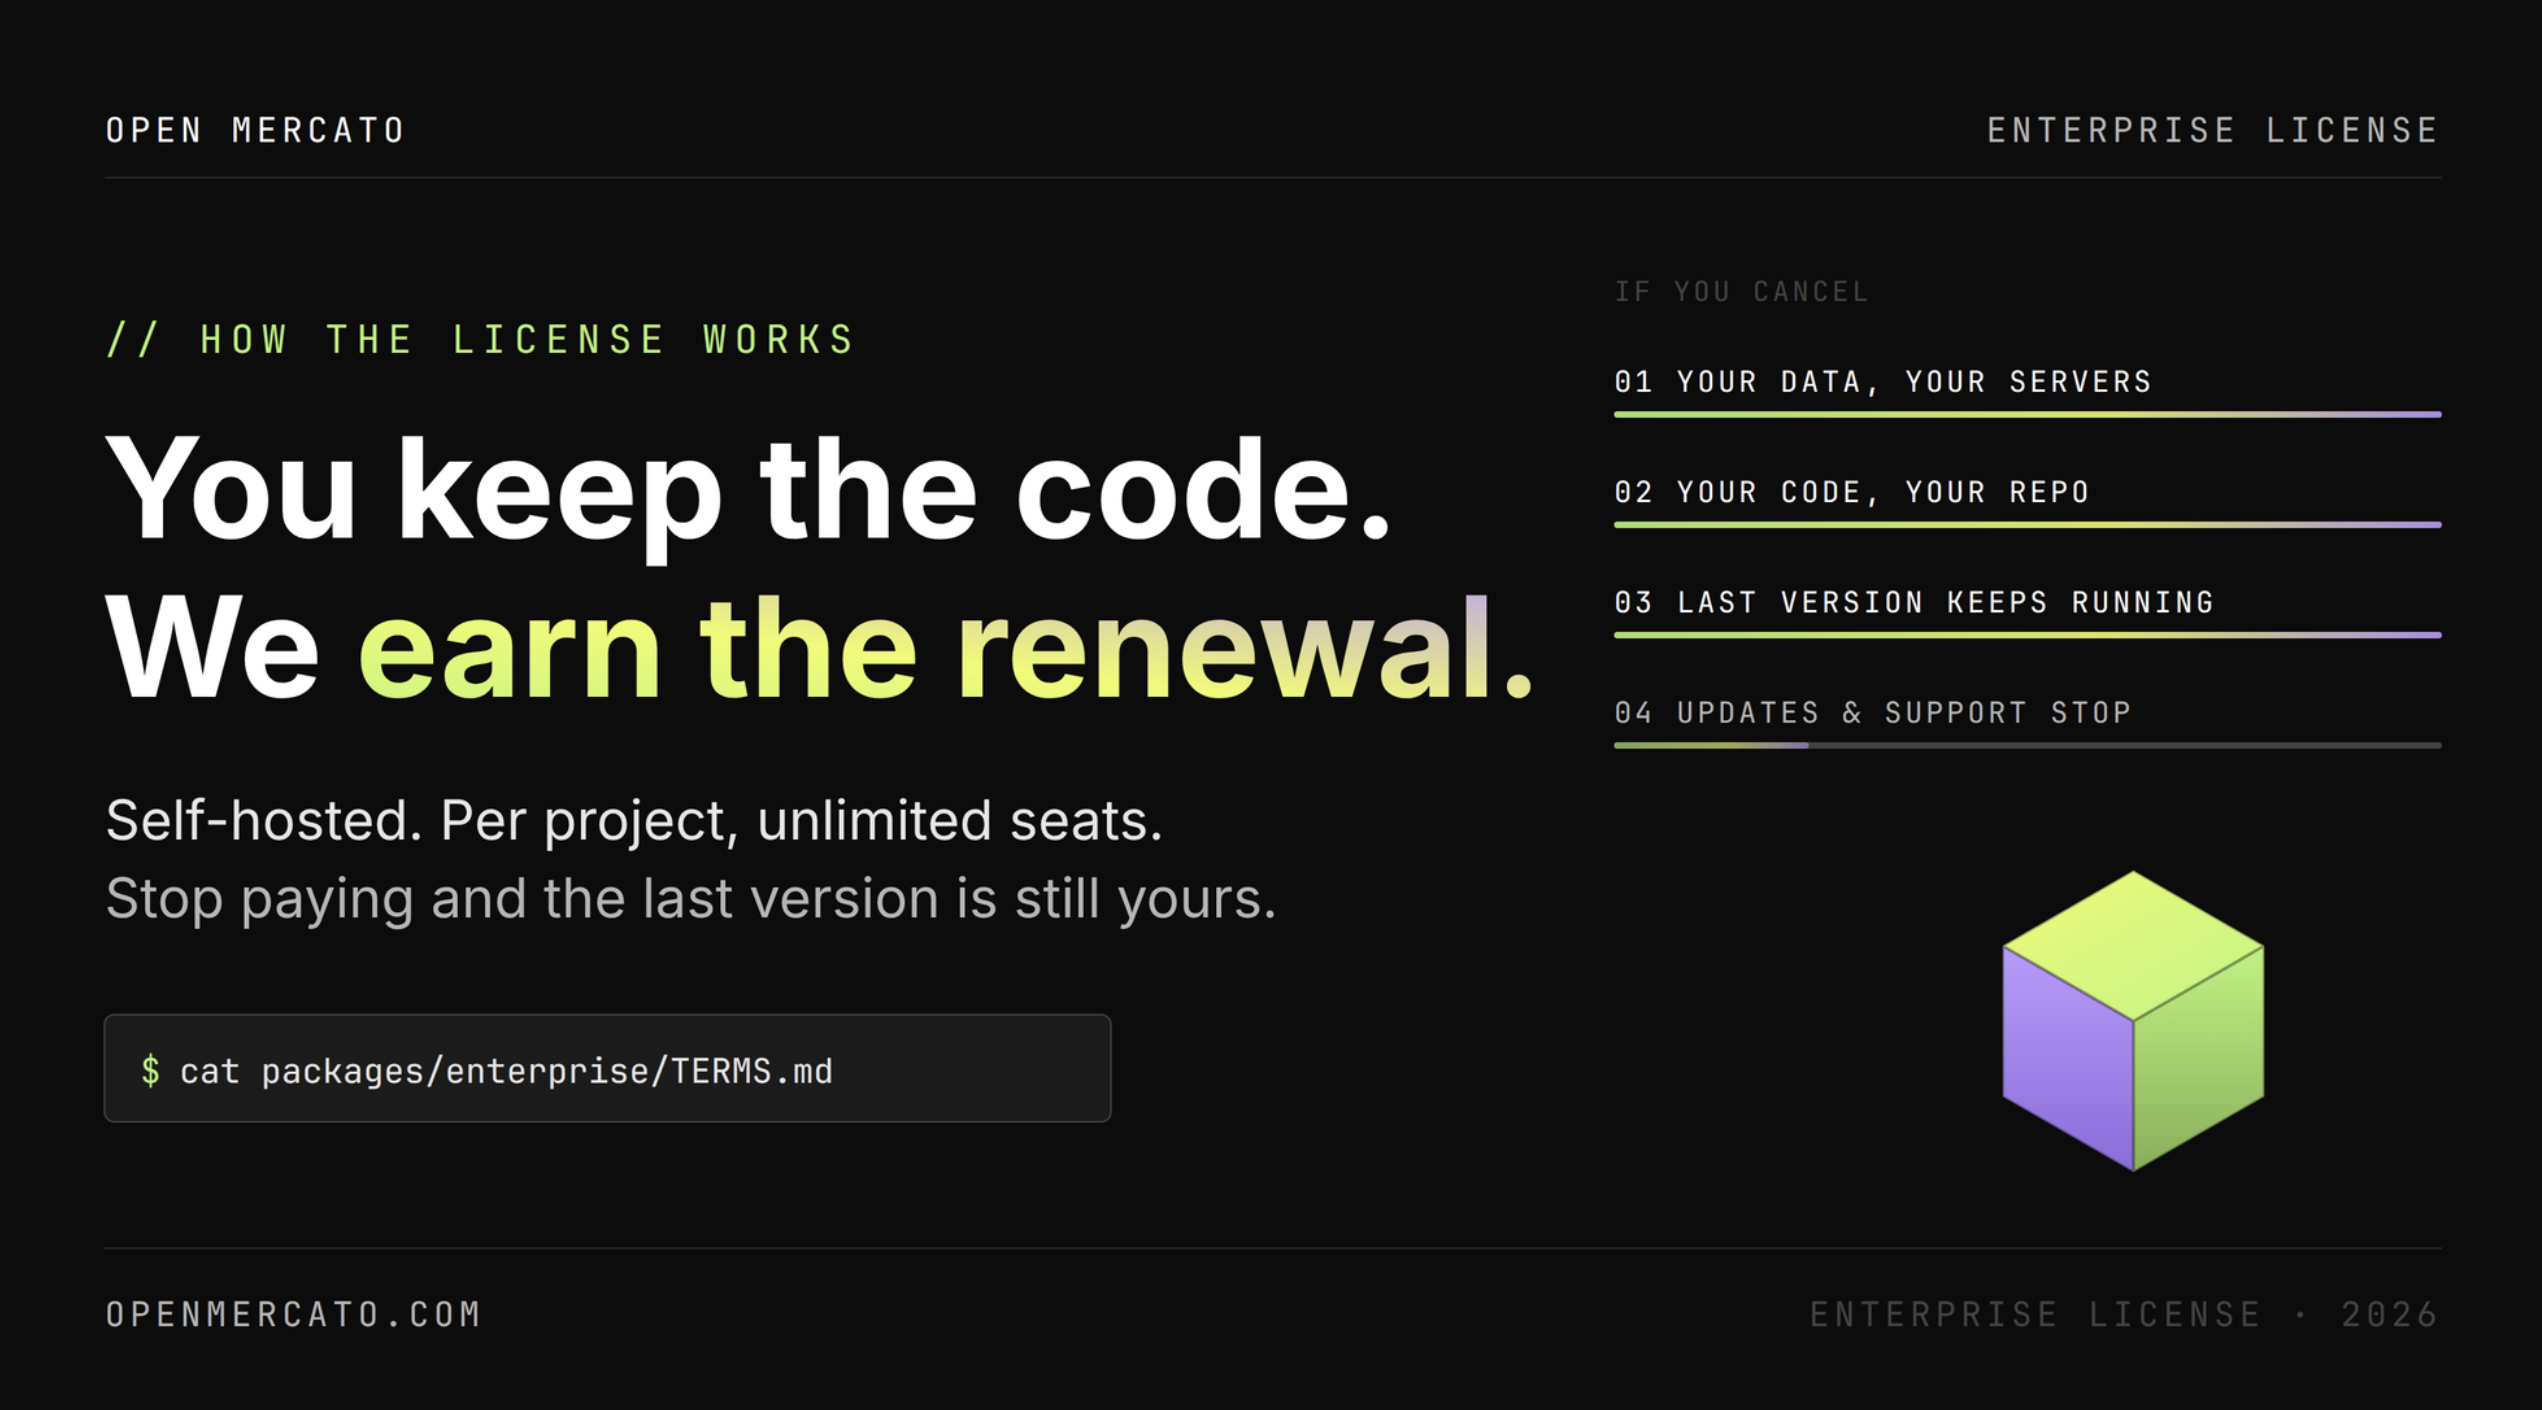 OPEN MERCATO
ENTERPRISE LICENSE
// HOW THE LICENSE WORKS
You keep the code.
We earn the renewal.
Self-hosted. Per project, unlimited seats.
Stop paying and the last version is still yours.
$ cat packages/enterprise/TERMS.md
IF YOU CANCEL
01 YOUR DATA, YOUR SERVERS
02 YOUR CODE, YOUR REPO
03 LAST VERSION KEEPS RUNNING
04 UPDATES & SUPPORT STOP
OPENMERCATO.COM
ENTERPRISE LICENSE · 2026